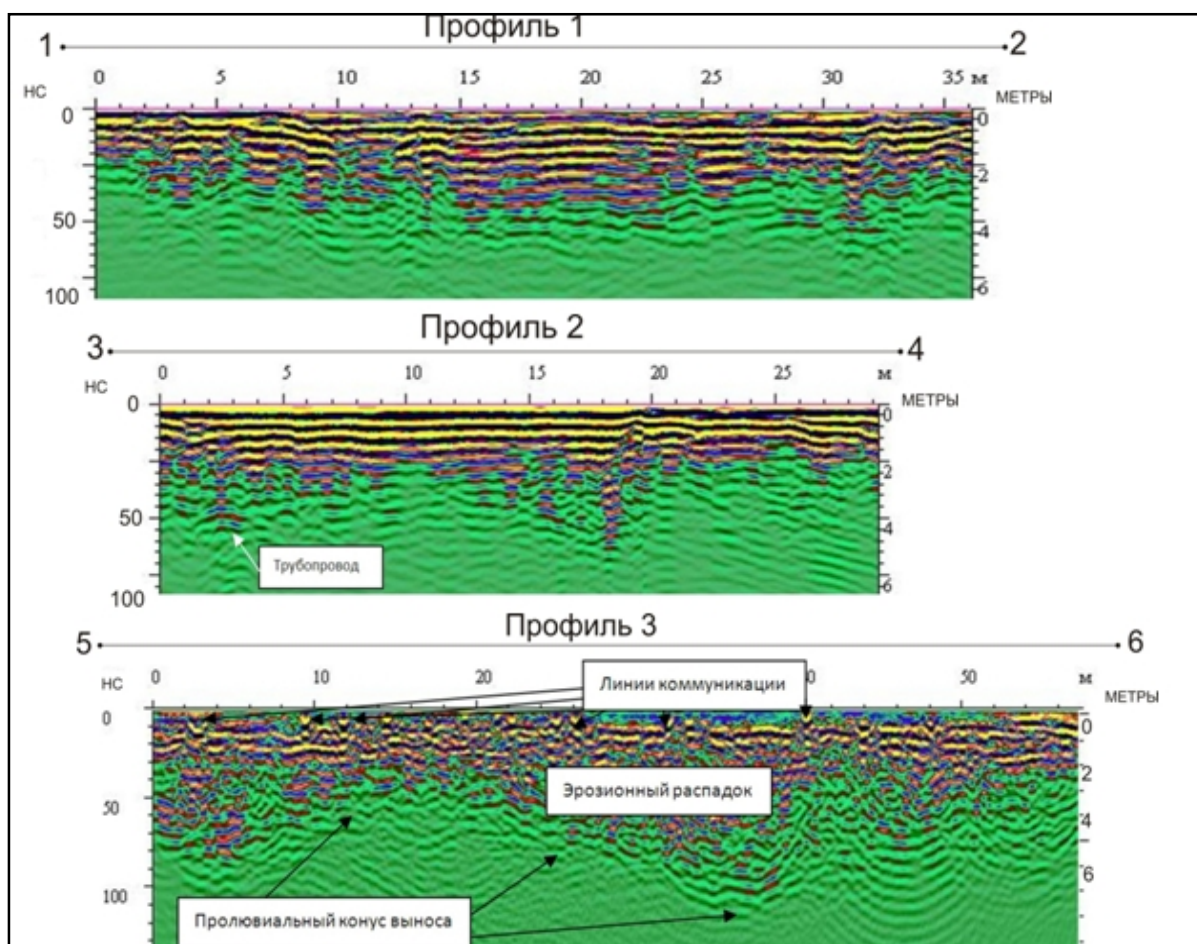 Профиль 1
1 2
0 5 10 15 20 25 30 35 м
НС МЕТРЫ
0 0
2
50 4
100 6
Профиль 2
3 4
0 5 10 15 20 25 м
НС МЕТРЫ
0 0
2
50 4
Трубопровод
6
100
Профиль 3
5 6
0 10 20 0 50 м
Линии коммуникации
НС МЕТРЫ
0 0
2
Эрозионный распадок
50 4
100 6
Пролювиальный конус выноса